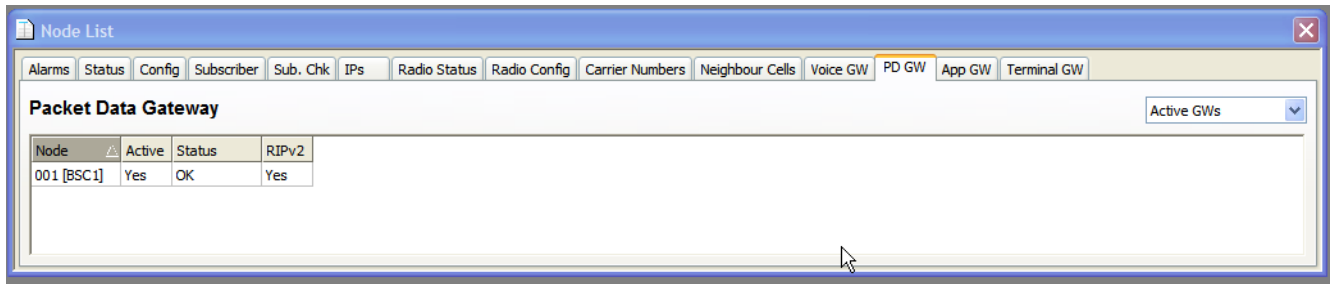 Node List
Alarms Status Config Subscriber Sub. Chk IPs Radio Status Radio Config Carrier Numbers Neighbour Cells Voice GW PD GW App GW Terminal GW
Packet Data Gateway
Active GWs
Node Active Status RIPv2
001 [BSC1] Yes OK Yes